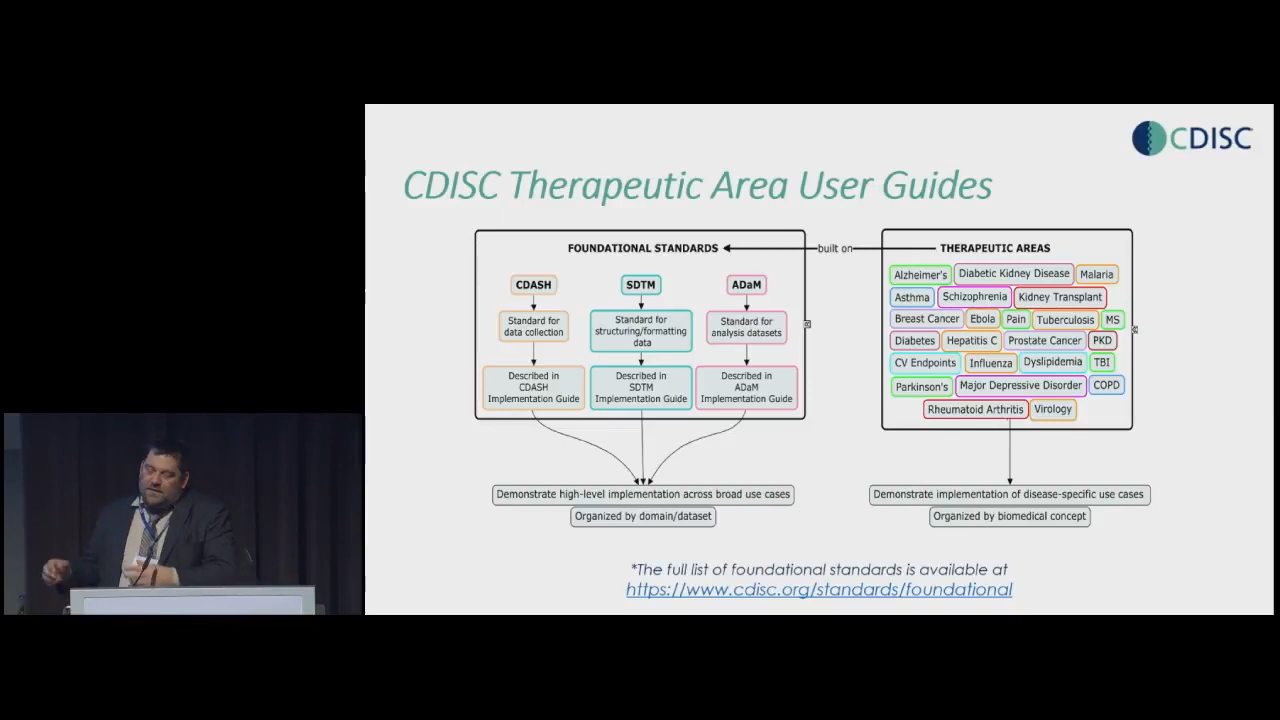 CDISC
CDISC Therapeutic Area User Guides
FOUNDATIONAL STANDARDS
built on
THERAPEUTIC AREAS
CDASH
SDTM
ADaM
Standard for
data collection
Standard for
structuring/formatting
data
Standard for
analysis datasets
Described in
CDASH
Implementation Guide
Described in
SDTM
Implementation Guide
Described in
ADaM
Implementation Guide
Alzheimer's Diabetic Kidney Disease Malaria
Asthma Schizophrenia Kidney Transplant
Breast Cancer Ebola Pain Tuberculosis MS
Diabetes Hepatitis C Prostate Cancer PKD
CV Endpoints Influenza Dyslipidemia TBI
Parkinson's Major Depressive Disorder COPD
Rheumatoid Arthritis Virology
Demonstrate high-level implementation across broad use cases
Organized by domain/dataset
Demonstrate implementation of disease-specific use cases
Organized by biomedical concept
*The full list of foundational standards is available at
https://www.cdisc.org/standards/foundational